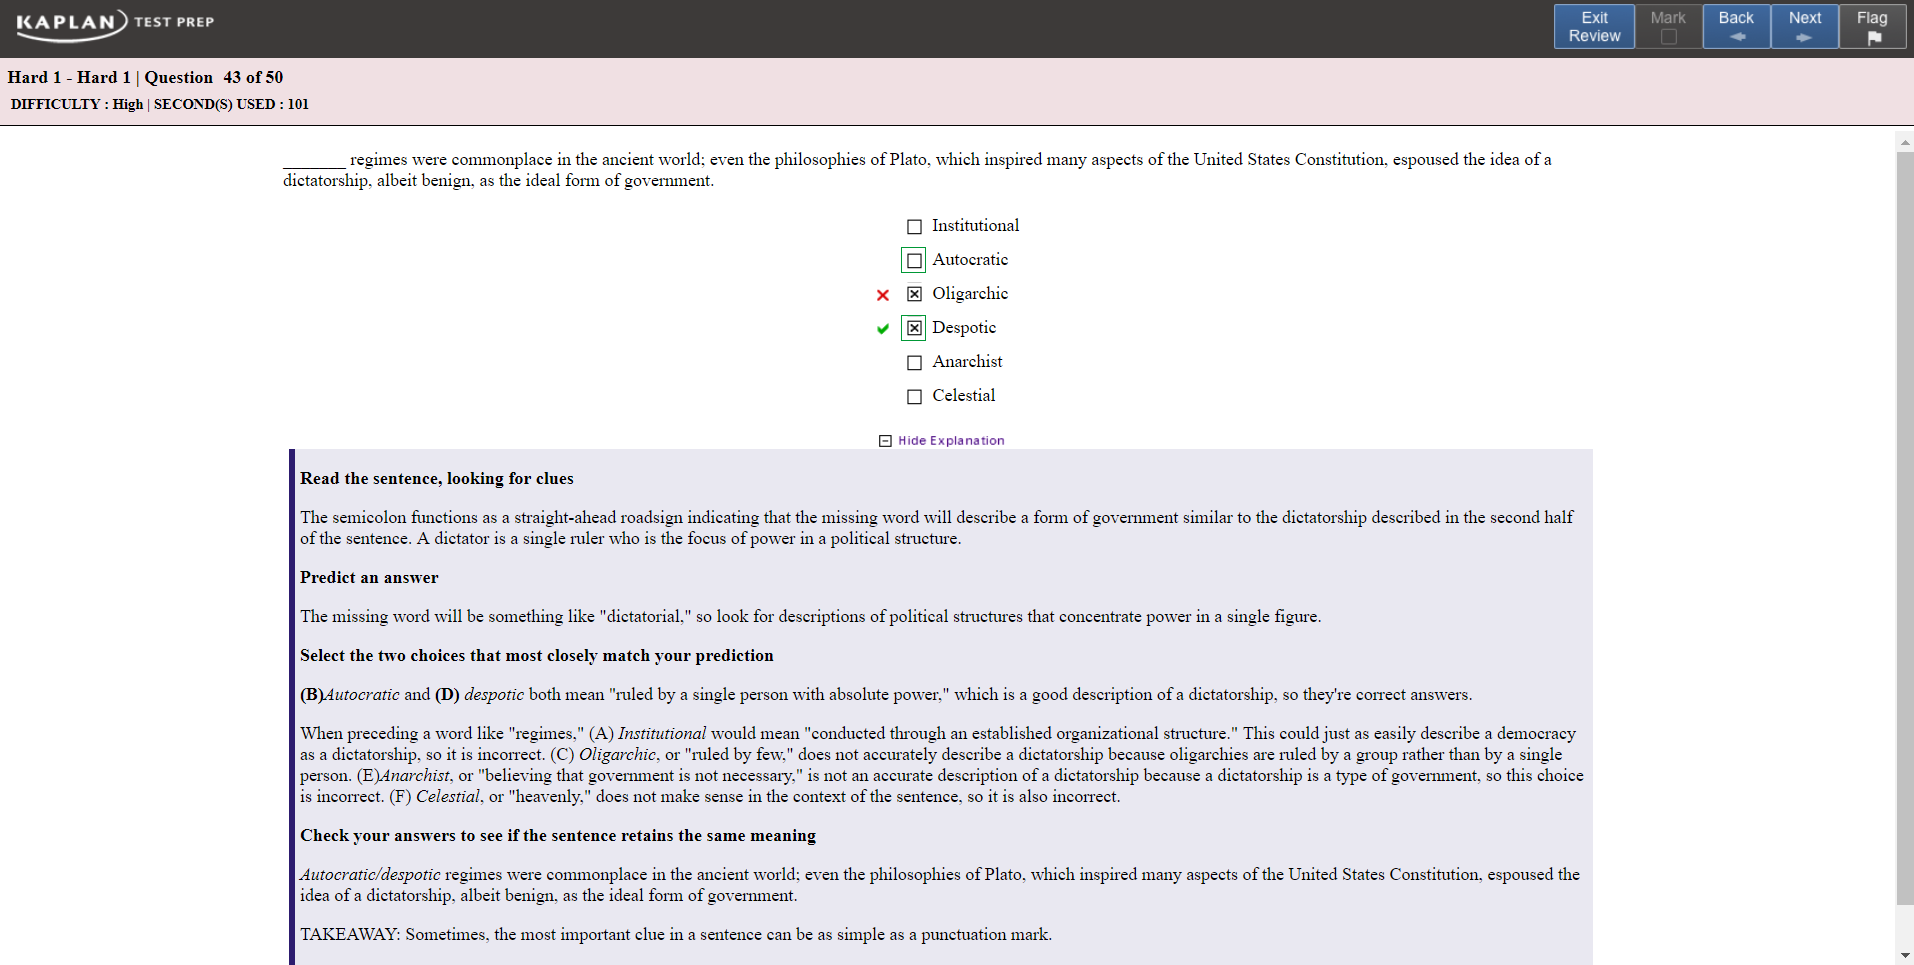 KAPLAN TEST PREP
Exit Review
Mark
Back
Next
Flag
Hard 1 - Hard 1 | Question 43 of 50
DIFFICULTY : High | SECOND(S) USED : 101
_______ regimes were commonplace in the ancient world; even the philosophies of Plato, which inspired many aspects of the United States Constitution, espoused the idea of a
dictatorship, albeit benign, as the ideal form of government.
Institutional
Autocratic
Oligarchic
Despotic
Anarchist
Celestial
Hide Explanation
Read the sentence, looking for clues
The semicolon functions as a straight-ahead roadsign indicating that the missing word will describe a form of government similar to the dictatorship described in the second half
of the sentence. A dictator is a single ruler who is the focus of power in a political structure.
Predict an answer
The missing word will be something like "dictatorial," so look for descriptions of political structures that concentrate power in a single figure.
Select the two choices that most closely match your prediction
(B)Autocratic and (D) despotic both mean "ruled by a single person with absolute power," which is a good description of a dictatorship, so they're correct answers.
When preceding a word like "regimes," (A) Institutional would mean "conducted through an established organizational structure." This could just as easily describe a democracy
as a dictatorship, so it is incorrect. (C) Oligarchic, or "ruled by few," does not accurately describe a dictatorship because oligarchies are ruled by a group rather than by a single
person. (E)Anarchist, or "believing that government is not necessary," is not an accurate description of a dictatorship because a dictatorship is a type of government, so this choice
is incorrect. (F) Celestial, or "heavenly," does not make sense in the context of the sentence, so it is also incorrect.
Check your answers to see if the sentence retains the same meaning
Autocratic/despotic regimes were commonplace in the ancient world; even the philosophies of Plato, which inspired many aspects of the United States Constitution, espoused the
idea of a dictatorship, albeit benign, as the ideal form of government.
TAKEAWAY: Sometimes, the most important clue in a sentence can be as simple as a punctuation mark.